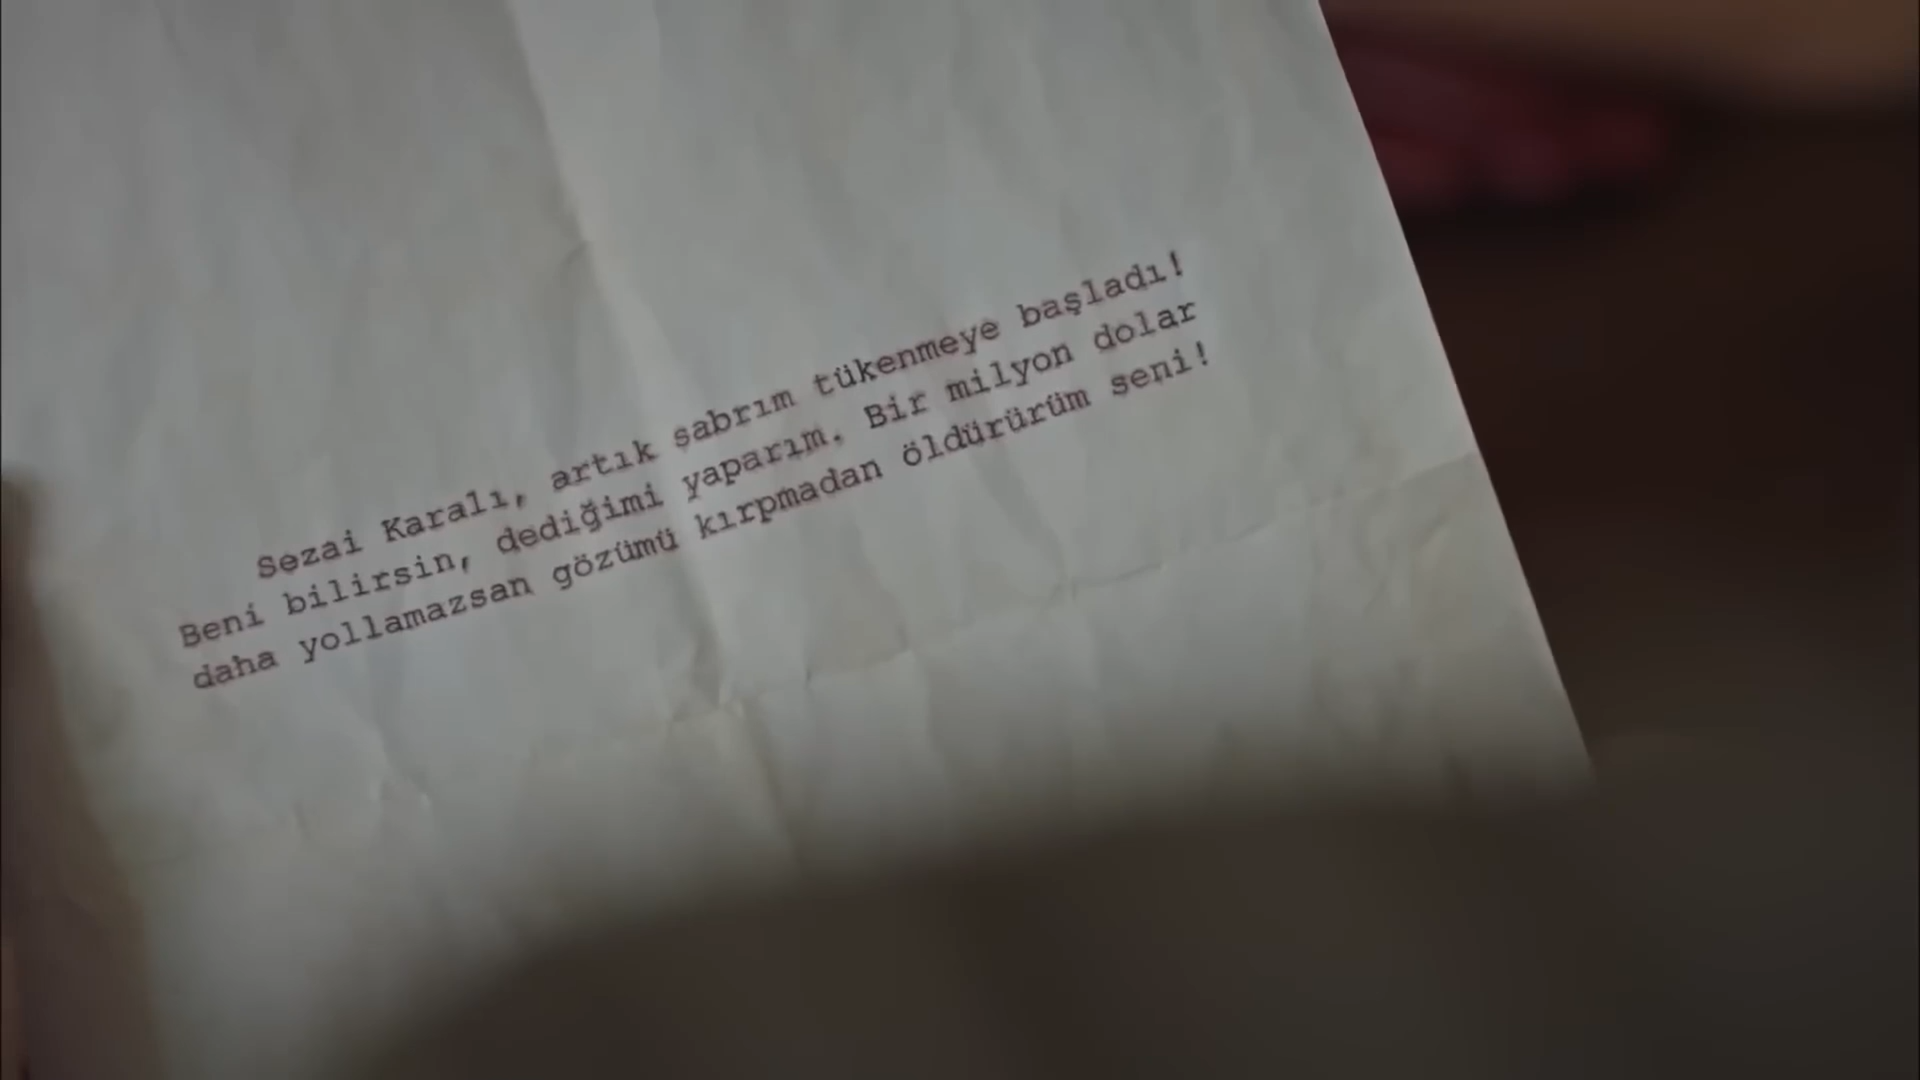 Sezai Karalı, artık sabrım tükenmeye başladı!
Beni bilirsin, dediğimi yaparım. Bir milyon dolar
daha yollamazsan gözümü kırpmadan öldürürüm seni!